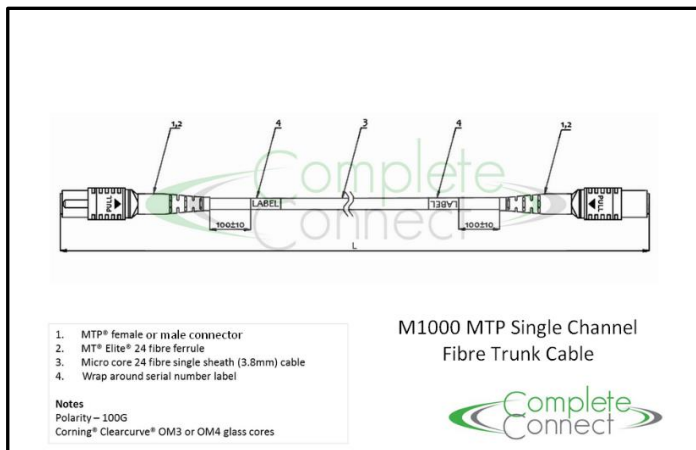 1,2
4
3
4
1,2
Complete
Connect
PULL
LABEL
LABEL
PULL
100±10
100±10
L
1. MTP® female or male connector
2. MT® Elite® 24 fibre ferrule
3. Micro core 24 fibre single sheath (3.8mm) cable
4. Wrap around serial number label
Notes
Polarity – 100G
Corning® Clearcurve® OM3 or OM4 glass cores
M1000 MTP Single Channel
Fibre Trunk Cable
Complete
Connect